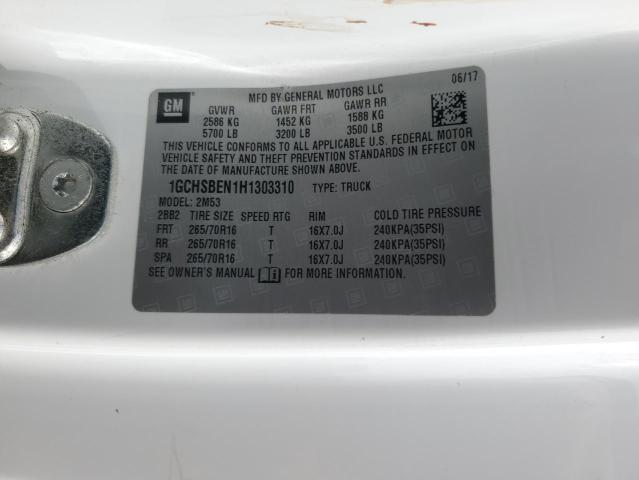 GM
MFD BY GENERAL MOTORS LLC
06/17
GVWR GAWR FRT GAWR RR
2586 KG 1452 KG 1588 KG
5700 LB 3200 LB 3500 LB
THIS VEHICLE CONFORMS TO ALL APPLICABLE U.
S. FEDERAL MOTOR VEHICLE SAFETY AND THEFT PREVENTION STANDARDS IN EFFECT ON THE
DATE OF MANUFACTURE SHOWN ABOVE.
1GCHSBEN1H1303310 TYPE: TRUCK
MODEL: 2M53
2BB2 TIRE SIZE SPEED RTG RIM COLD TIRE PRESSURE
FRT 265/70R16 T 16X7.0J 240KPA(35PSI)
RR 265/70R16 T 16X7.0J 240KPA(35PSI)
SPA 265/70R16 T 16X7.0J 240KPA(35PSI)
SEE OWNER'S MANUAL FOR MORE INFORMATION.